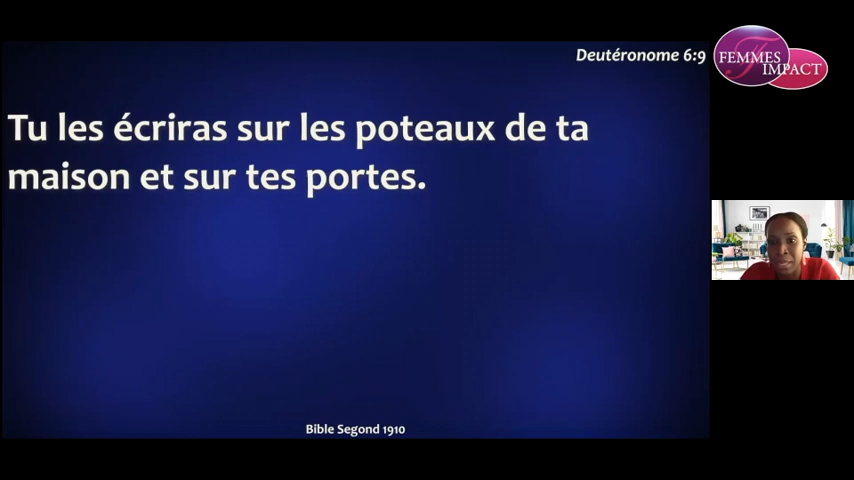 Deutéronome 6:9
FEMMES
IMPACT
Tu les écriras sur les poteaux de ta
maison et sur tes portes.
Bible Segond 1910